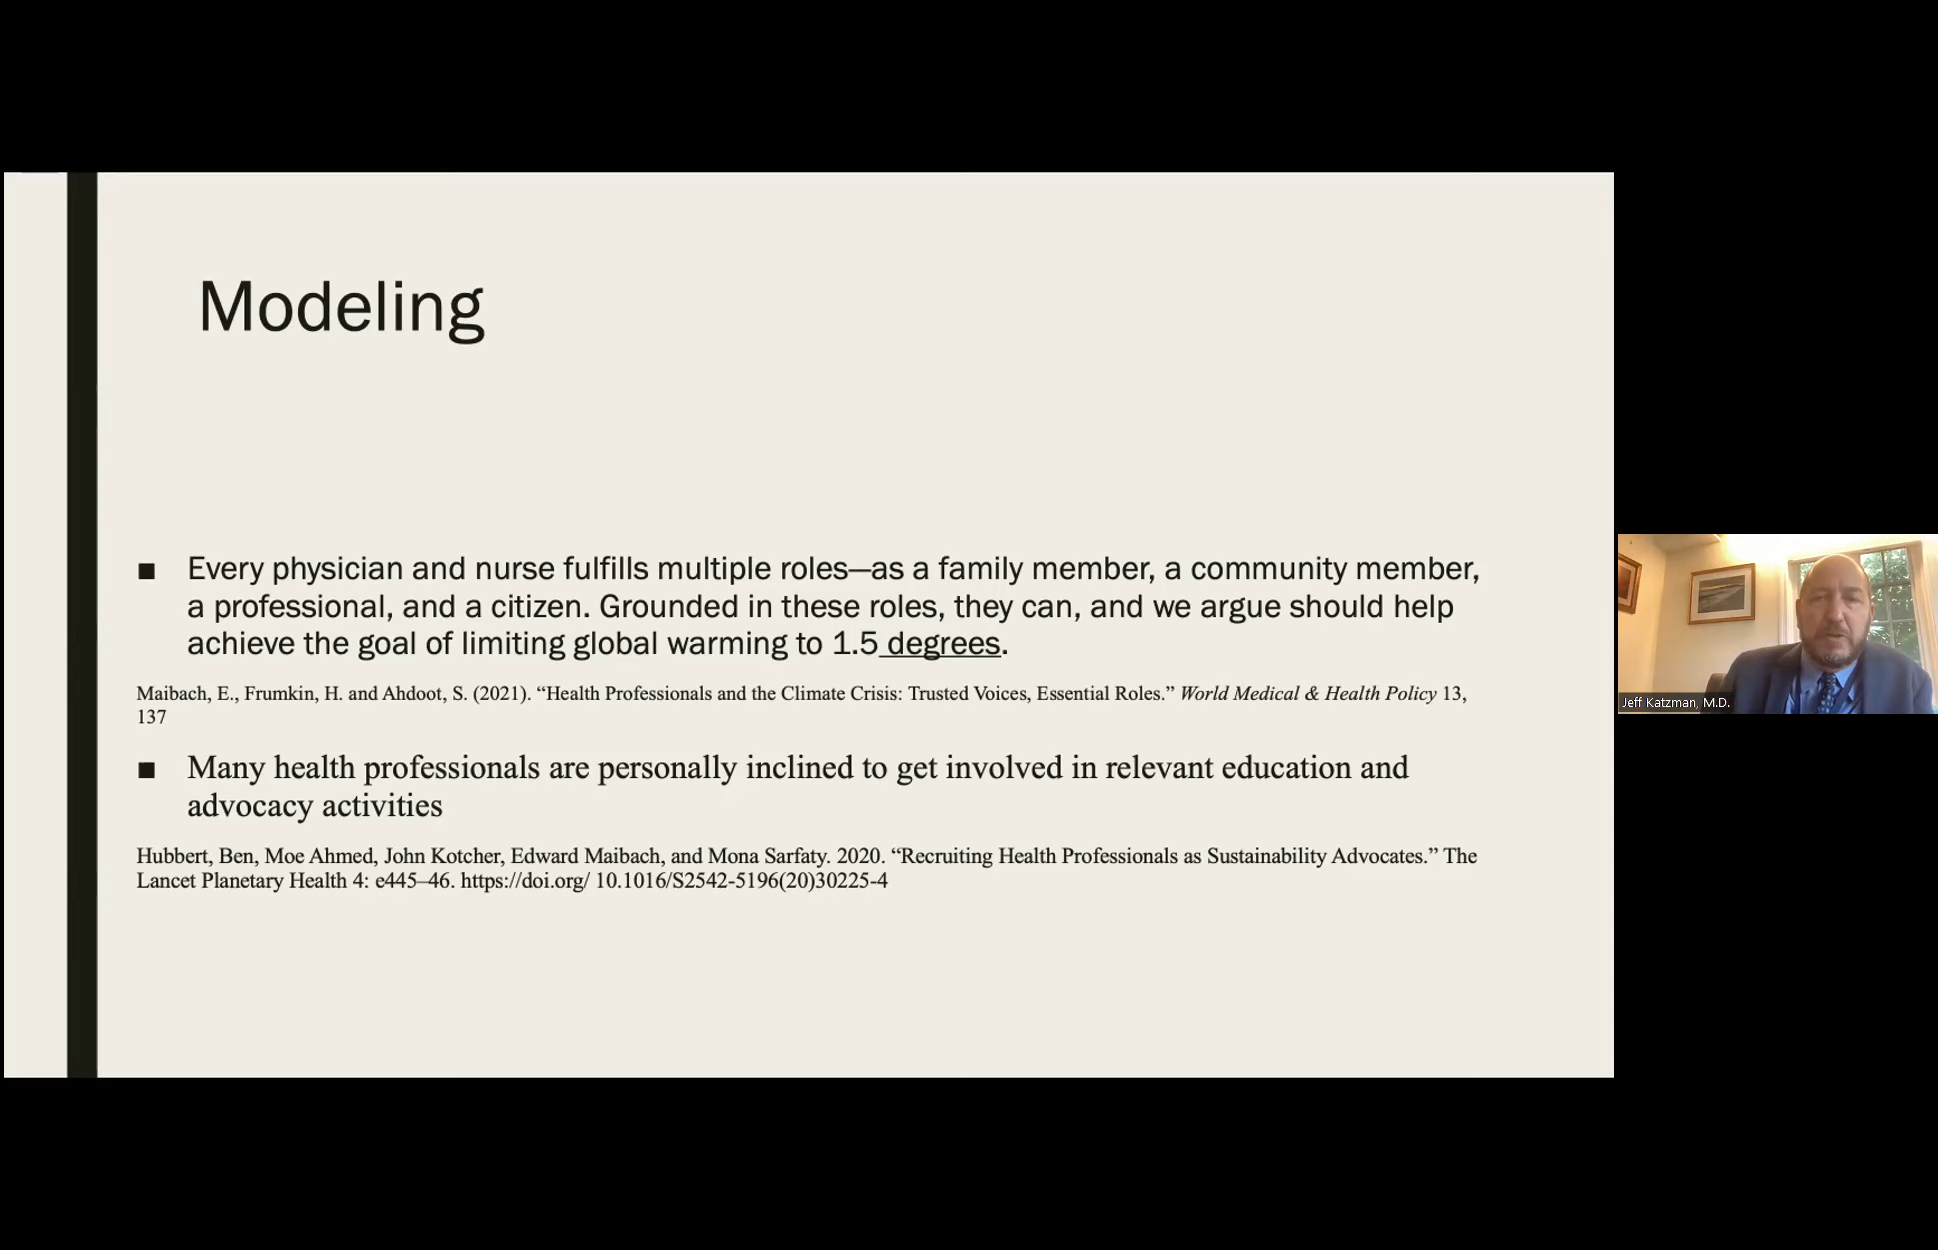 Modeling
■ Every physician and nurse fulfills multiple roles—as a family member, a community member,
a professional, and a citizen. Grounded in these roles, they can, and we argue should help
achieve the goal of limiting global warming to 1.5 degrees.
Maibach, E., Frumkin, H. and Ahdoot, S. (2021). “Health Professionals and the Climate Crisis: Trusted Voices, Essential Roles.” World Medical & Health Policy 13,
137
■ Many health professionals are personally inclined to get involved in relevant education and
advocacy activities
Hubbert, Ben, Moe Ahmed, John Kotcher, Edward Maibach, and Mona Sarfaty. 2020. “Recruiting Health Professionals as Sustainability Advocates.” The
Lancet Planetary Health 4: e445–46. https://doi.org/ 10.1016/S2542-5196(20)30225-4
Jeff Katzman, M.D.